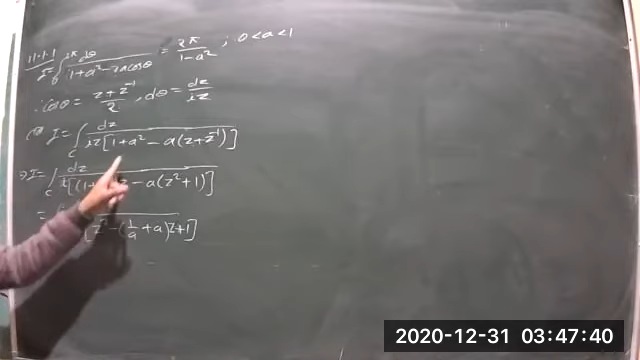 11.1.1 I = ∫₀^2π dθ / (1+a²-2a cosθ) = 2π / (1-a²) ; 0<a<1
∴ cosθ = (z+z⁻¹)/2 , dθ = dz/iz
I = ∫_C dz / iz[1+a² - a(z+z⁻¹)]
⇒ I = ∫_C dz / i[(1+ - a(z²+1)]
= [z² - (1/a + a)z+1]
2020-12-31 03:47:40